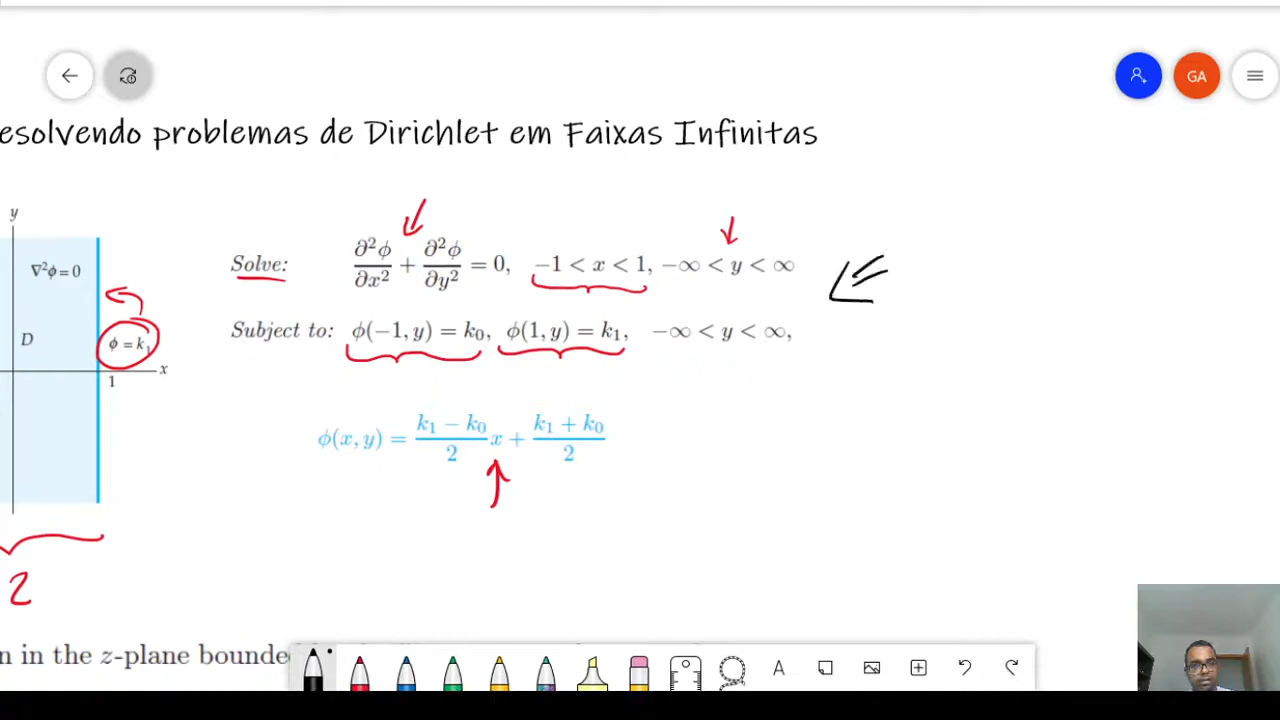 GA
esolvendo problemas de Dirichlet em Faixas Infinitas
y
∇²ϕ = 0
D
ϕ = k₁
1
x
2
Solve: ∂²ϕ/∂x² + ∂²ϕ/∂y² = 0, −1 < x < 1, −∞ < y < ∞
Subject to: ϕ(−1, y) = k₀, ϕ(1, y) = k₁, −∞ < y < ∞,
ϕ(x, y) = (k₁ − k₀)/2 x + (k₁ + k₀)/2
n in the z-plane bounde
A